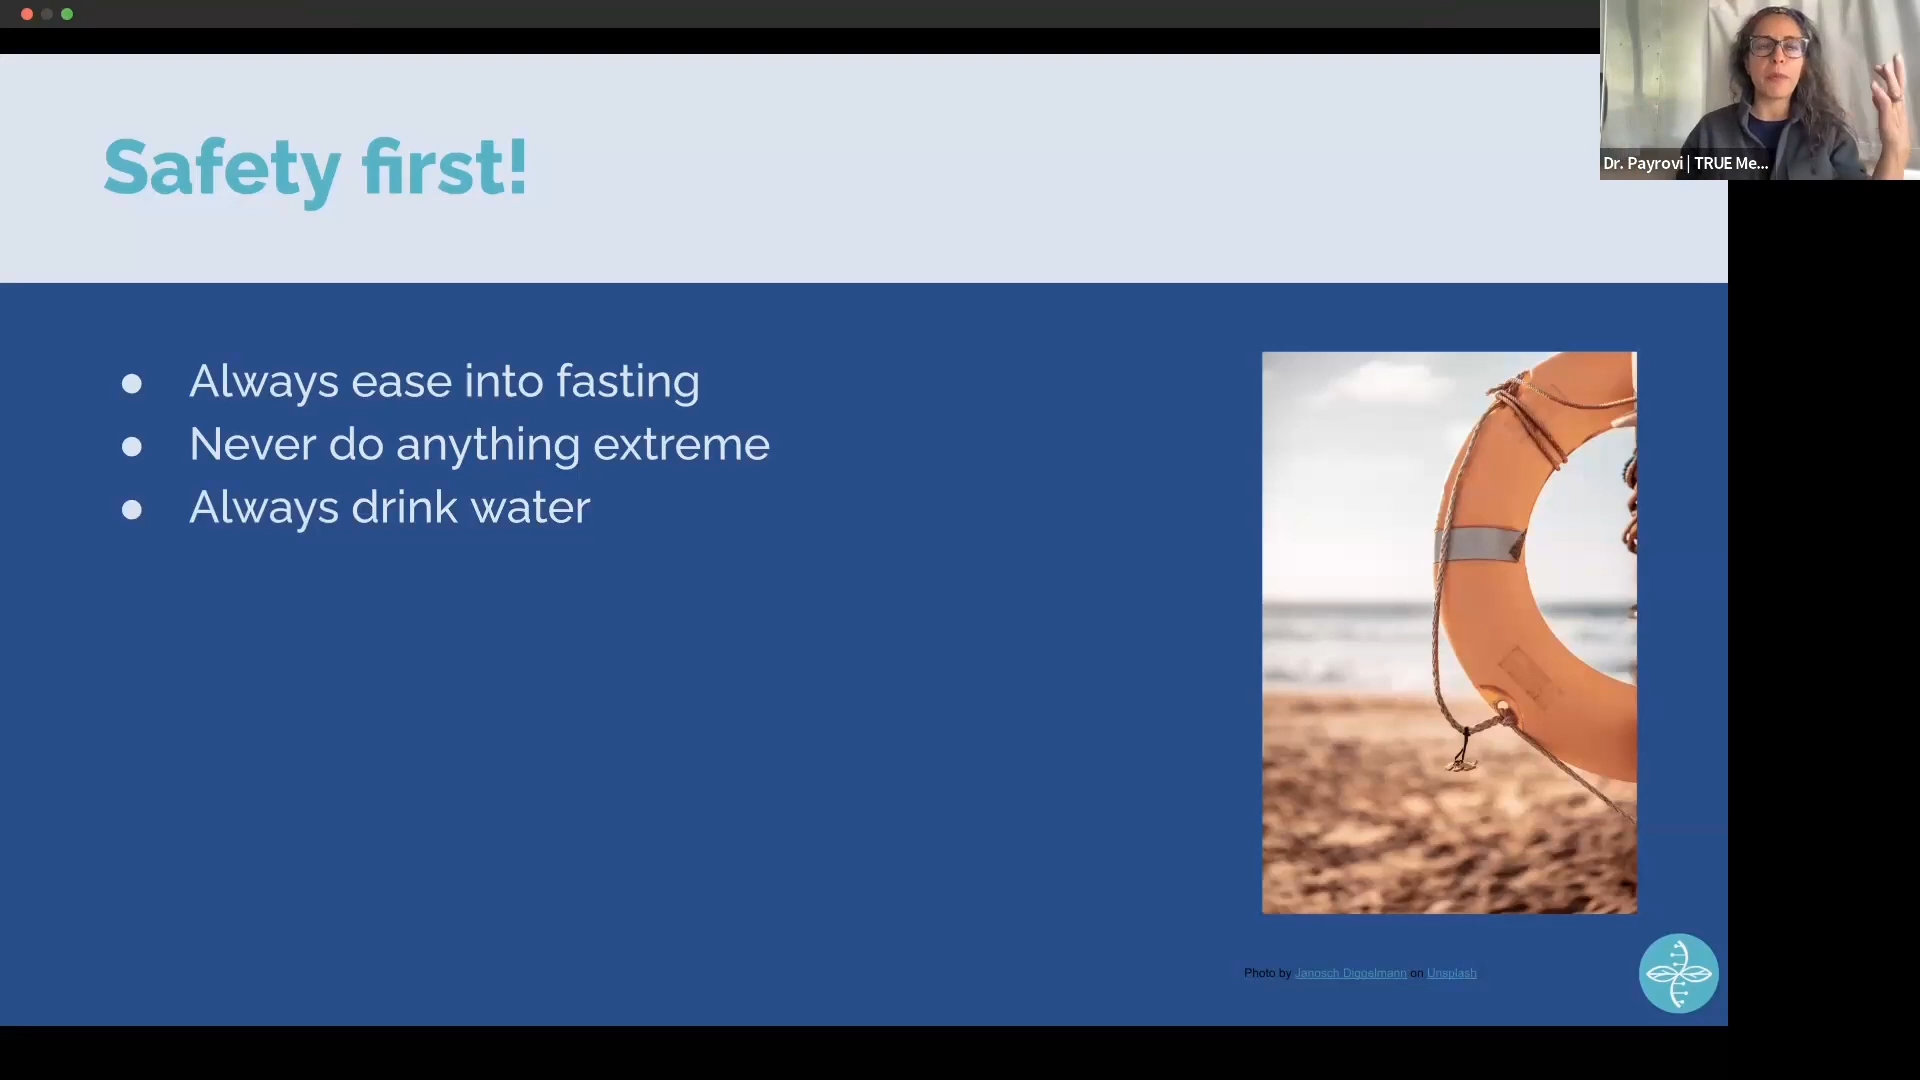 Safety first!
Dr. Payrovi | TRUE Me...
● Always ease into fasting
● Never do anything extreme
● Always drink water
Photo by Janosch Diggelmann on Unsplash